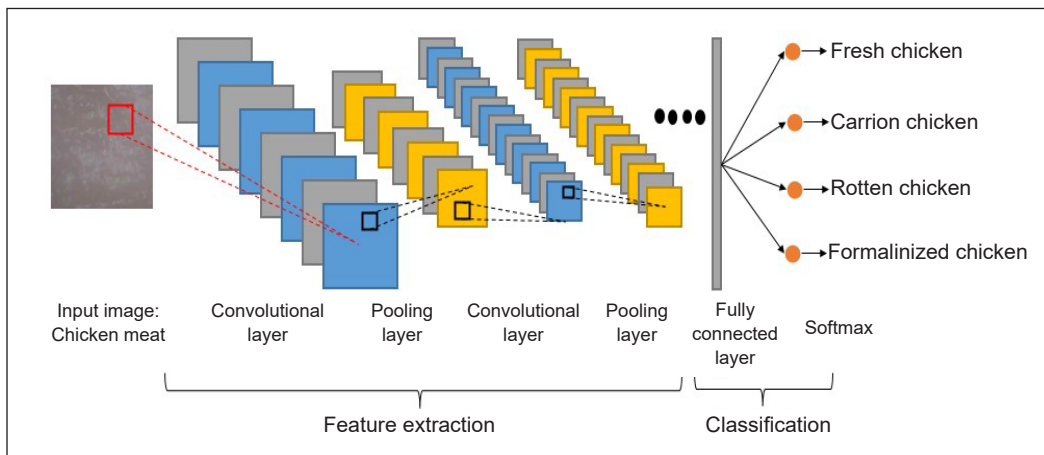 Fresh chicken
Carrion chicken
Rotten chicken
Formalinized chicken
Input image:
Chicken meat
Convolutional
layer
Pooling
layer
Convolutional
layer
Pooling
layer
Fully
connected
layer
Softmax
Feature extraction
Classification